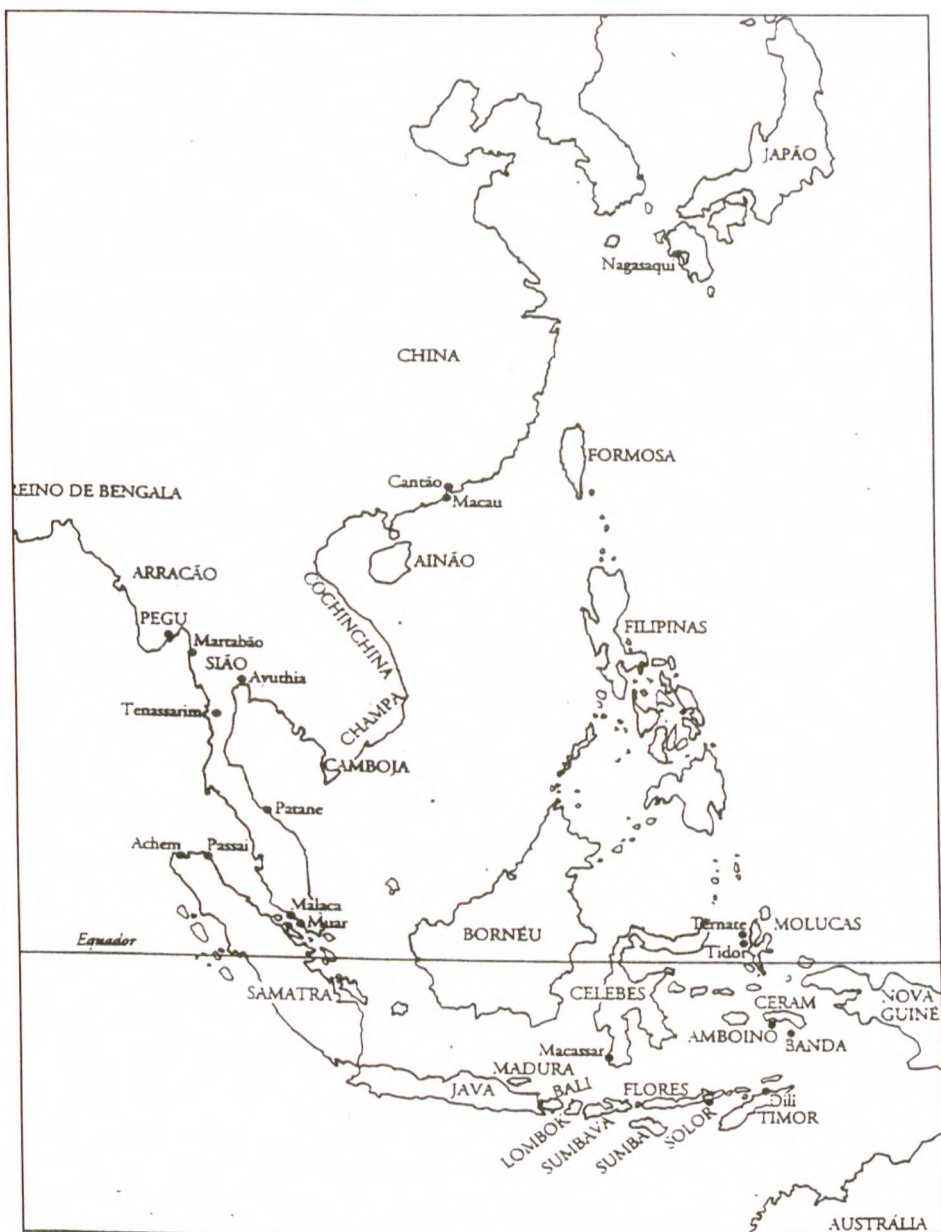 JAPÃO
Nagasaqui
CHINA
FORMOSA
Cantão
Macau
REINO DE BENGALA
AINÃO
ARRACÃO
COCHINCHINA
PEGU
Martabão
SIÃO
FILIPINAS
Ayuthia
Tenassarim
CHAMPA
CAMBOJA
Patane
Achem
Passai
Malaca
Muar
Ternate
MOLUCAS
BORNÉU
Equador
Tidor
SAMATRA
CELEBES
NOVA
GUINÉ
CERAM
AMBOINO
BANDA
Macassar
MADURA
JAVA
BALI
FLORES
Dili
TIMOR
LOMBOK
SUMBAVA
SUMBA
SOLOR
AUSTRÁLIA